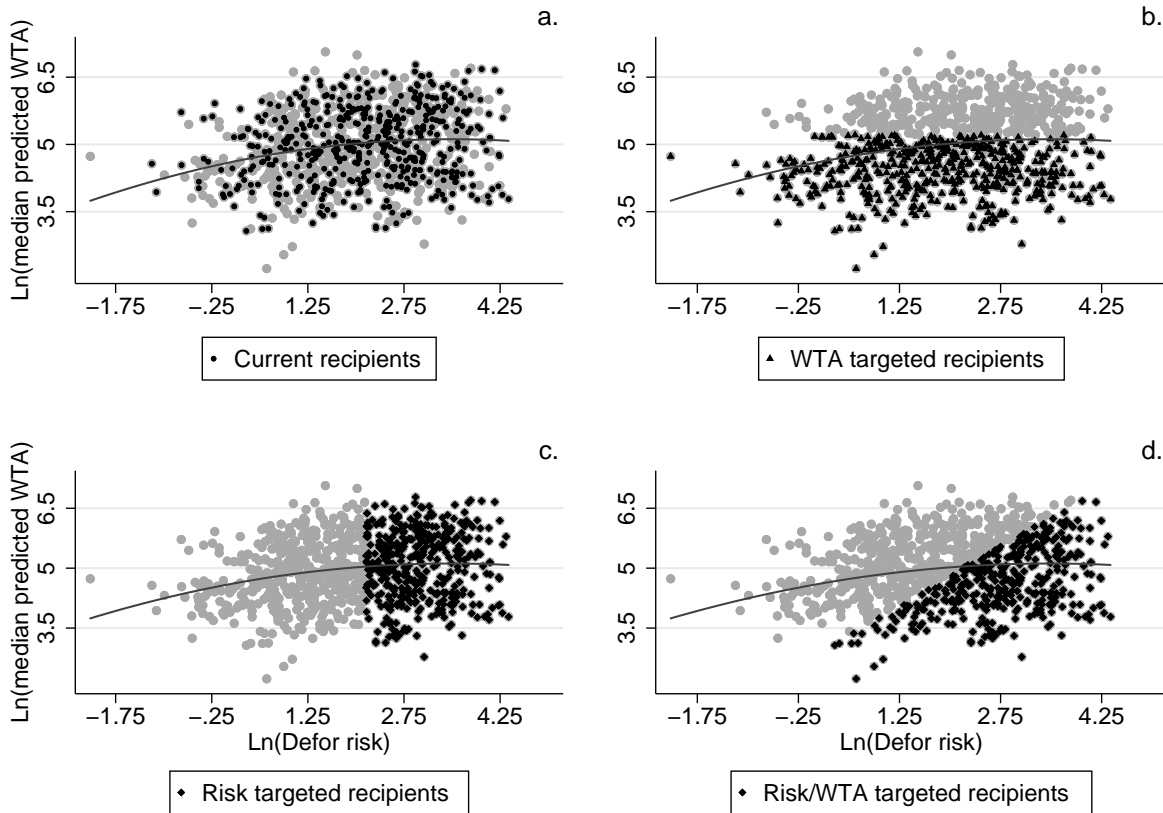 a.
Ln(median predicted WTA)
6.5
5
3.5
−1.75 −.25 1.25 2.75 4.25
Current recipients
b.
6.5
5
3.5
−1.75 −.25 1.25 2.75 4.25
WTA targeted recipients
c.
Ln(median predicted WTA)
6.5
5
3.5
−1.75 −.25 1.25 2.75 4.25
Ln(Defor risk)
Risk targeted recipients
d.
6.5
5
3.5
−1.75 −.25 1.25 2.75 4.25
Ln(Defor risk)
Risk/WTA targeted recipients